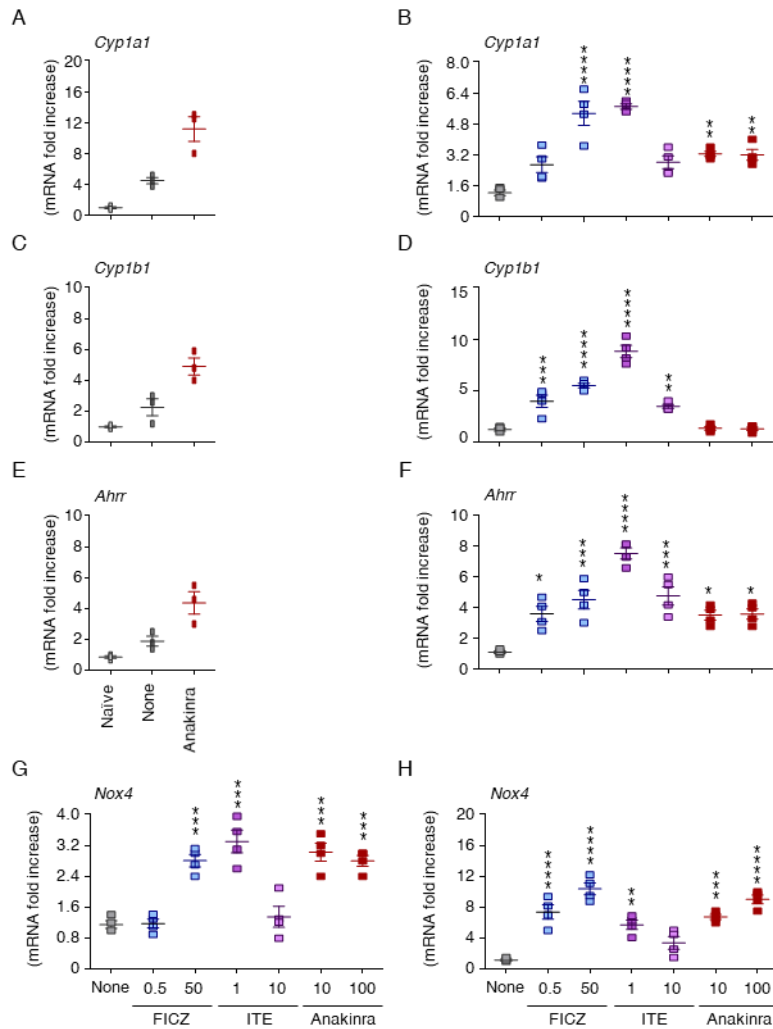 A
Cyp1a1
(mRNA fold increase)
20
16
12
8
4
0
B
Cyp1a1
(mRNA fold increase)
8.0
6.4
4.8
3.2
1.6
0
****
****
**
**
C
Cyp1b1
(mRNA fold increase)
10
8
6
4
2
0
D
Cyp1b1
(mRNA fold increase)
15
10
5
0
***
****
****
**
E
Ahrr
(mRNA fold increase)
10
8
6
4
2
0
Naïve
None
Anakinra
F
Ahrr
(mRNA fold increase)
10
8
6
4
2
0
*
***
****
***
*
*
G
Nox4
(mRNA fold increase)
4.0
3.2
2.4
1.6
0.8
0
***
***
***
***
None 0.5 50 1 10 10 100
FICZ ITE Anakinra
H
Nox4
(mRNA fold increase)
20
16
12
8
4
0
****
****
**
***
****
None 0.5 50 1 10 10 100
FICZ ITE Anakinra